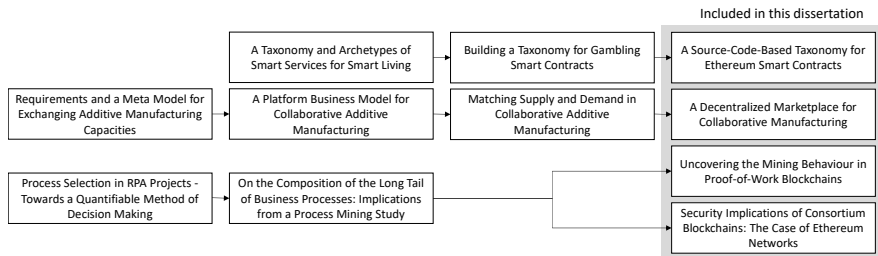 Included in this dissertation
A Taxonomy and Archetypes of
Smart Services for Smart Living
Building a Taxonomy for Gambling
Smart Contracts
A Source-Code-Based Taxonomy for
Ethereum Smart Contracts
Requirements and a Meta Model for
Exchanging Additive Manufacturing
Capacities
A Platform Business Model for
Collaborative Additive
Manufacturing
Matching Supply and Demand in
Collaborative Additive
Manufacturing
A Decentralized Marketplace for
Collaborative Manufacturing
Process Selection in RPA Projects -
Towards a Quantifiable Method of
Decision Making
On the Composition of the Long Tail
of Business Processes: Implications
from a Process Mining Study
Uncovering the Mining Behaviour in
Proof-of-Work Blockchains
Security Implications of Consortium
Blockchains: The Case of Ethereum
Networks